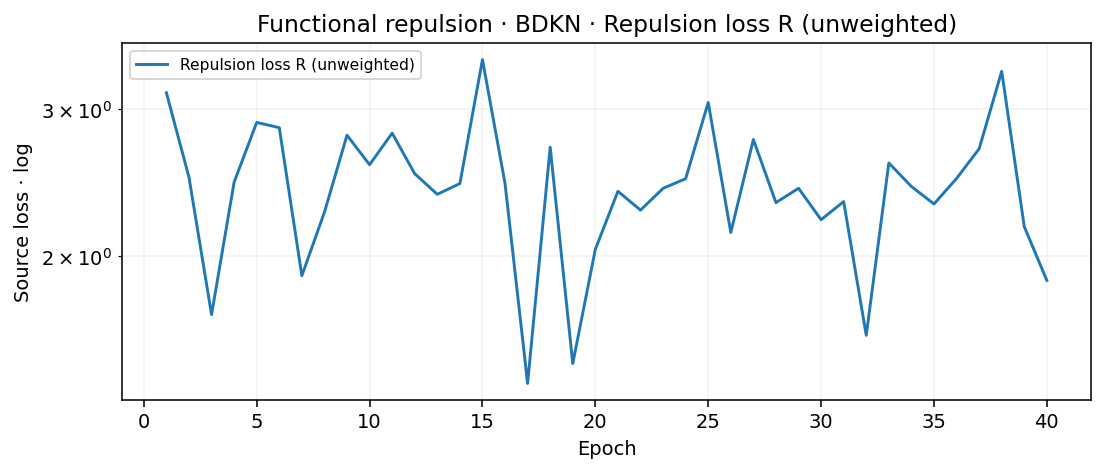 Functional repulsion · BDKN · Repulsion loss R (unweighted)
Repulsion loss R (unweighted)
Source loss · log
3 × 10⁰
2 × 10⁰
0 5 10 15 20 25 30 35 40
Epoch